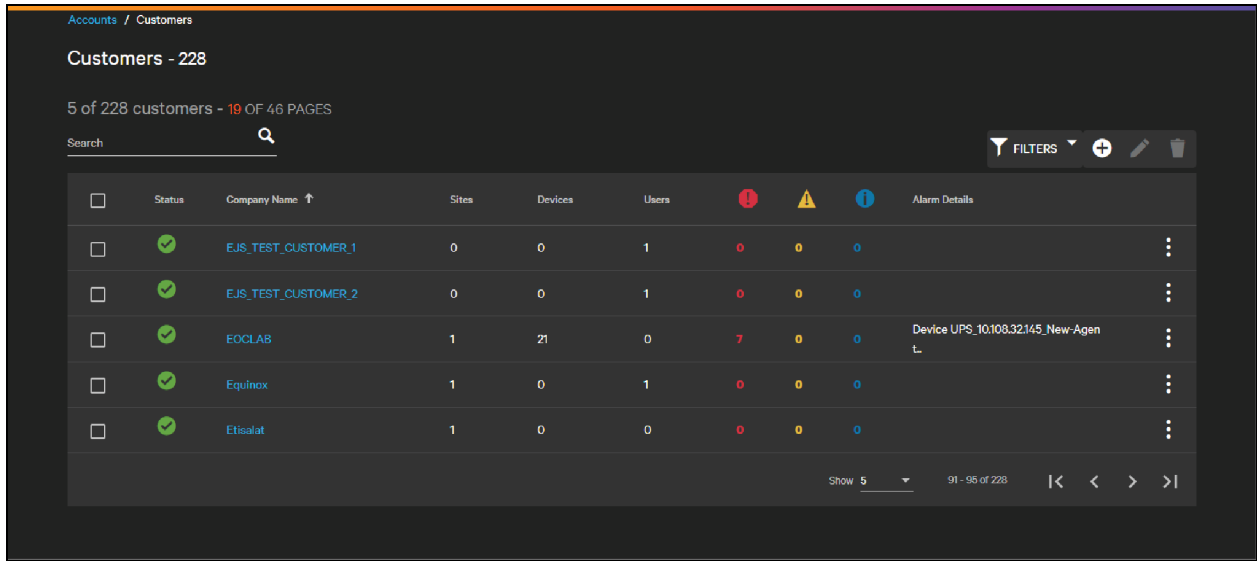 Accounts / Customers
Customers - 228
5 of 228 customers - 19 OF 46 PAGES
Search
FILTERS
Status Company Name ↑ Sites Devices Users Alarm Details
EJS_TEST_CUSTOMER_1 0 0 1 0 0 0
EJS_TEST_CUSTOMER_2 0 0 1 0 0 0
EOCLAB 1 21 0 7 0 0 Device UPS_10.108.32.145_New-Agen
t...
Equinox 1 0 1 0 0 0
Etisalat 1 0 0 0 0 0
Show 5 91 - 95 of 228